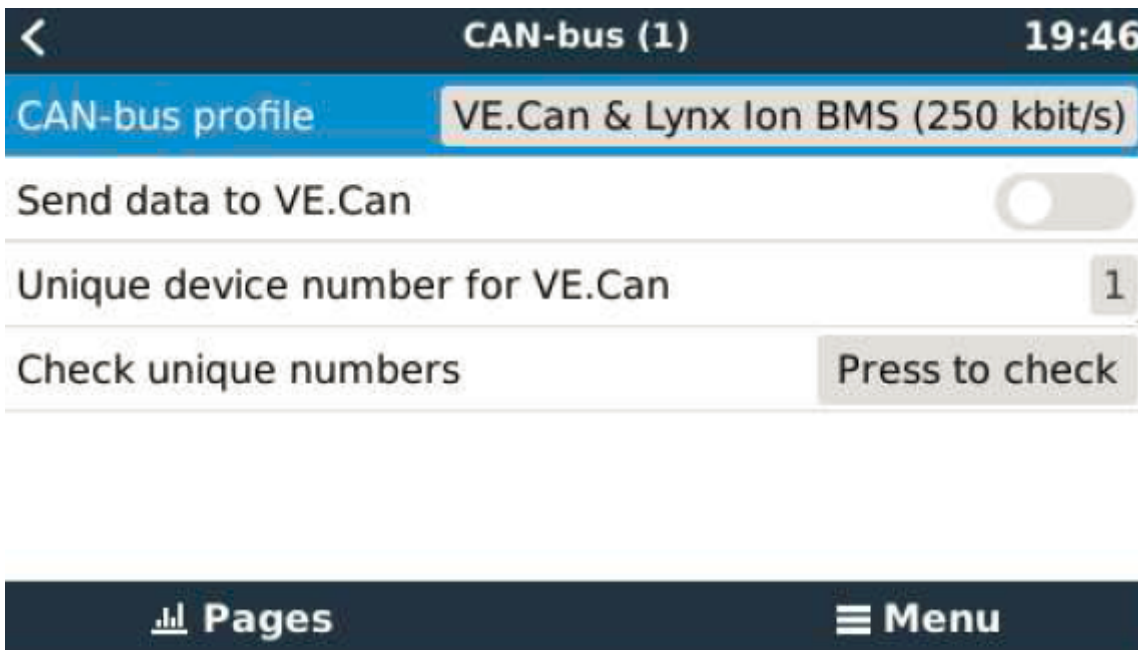 CAN-bus (1) 19:46
CAN-bus profile VE.Can & Lynx Ion BMS (250 kbit/s)
Send data to VE.Can
Unique device number for VE.Can 1
Check unique numbers Press to check
Pages Menu